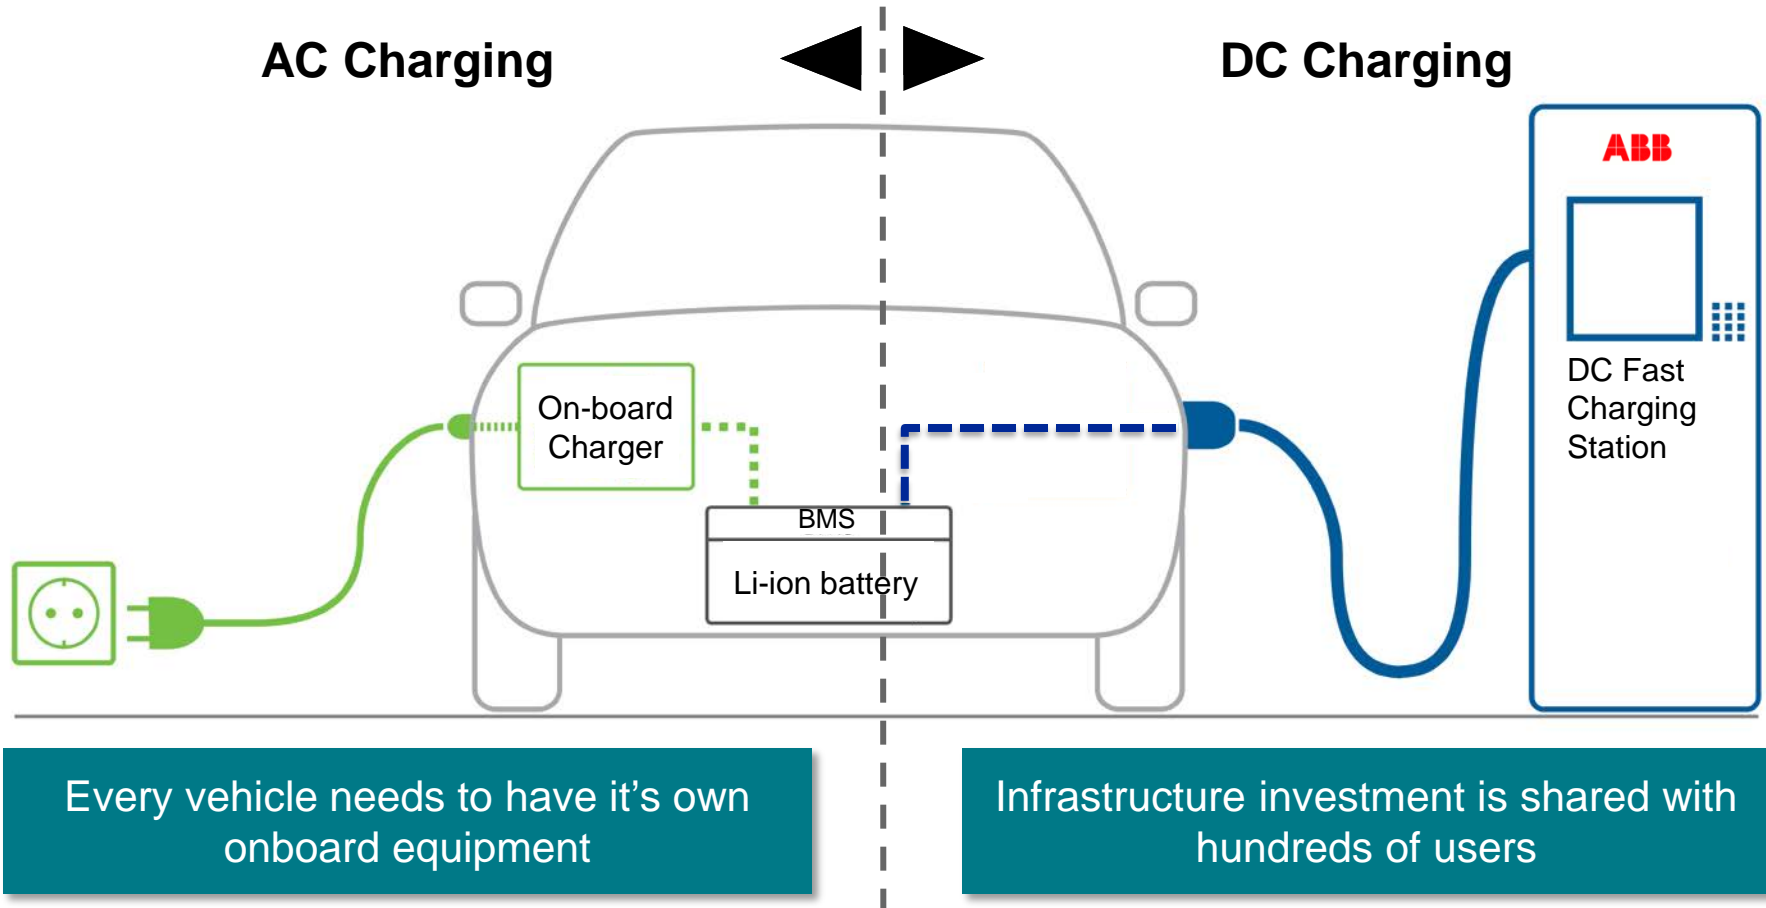 AC Charging
DC Charging
ABB
DC Fast
Charging
Station
On-board
Charger
BMS
Li-ion battery
Every vehicle needs to have it's own
onboard equipment
Infrastructure investment is shared with
hundreds of users